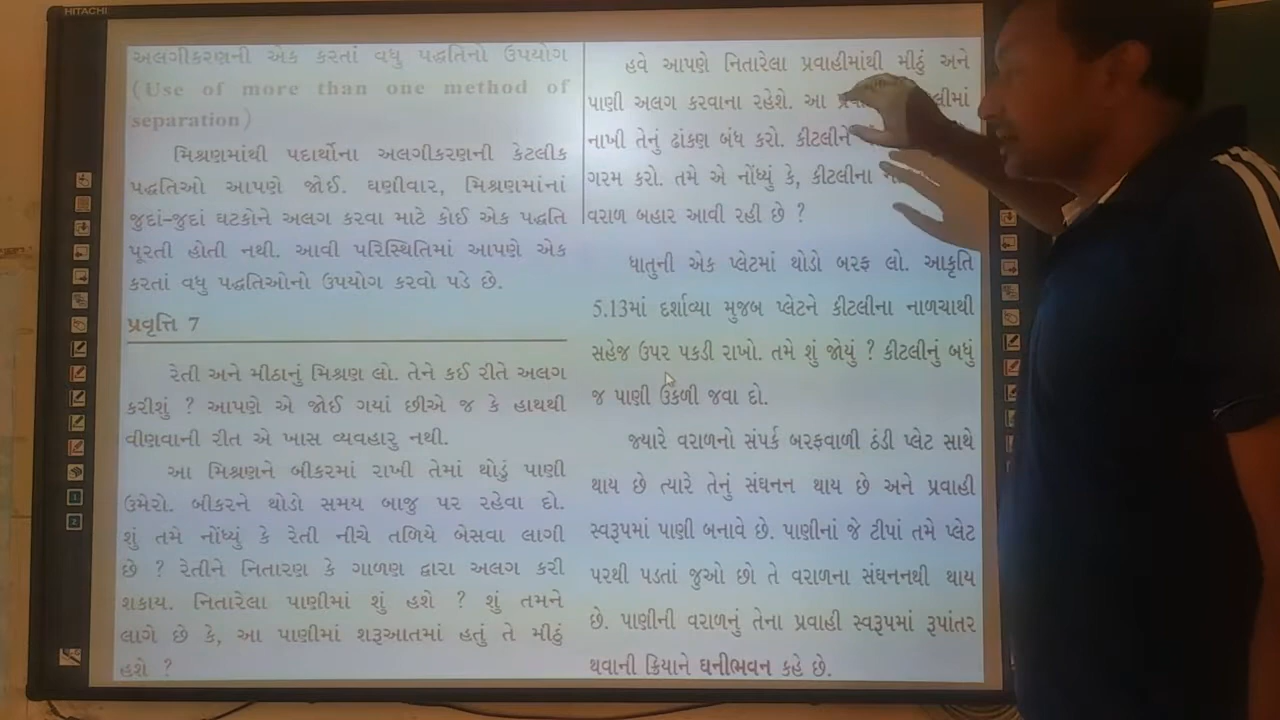 HITACHI
અલગીકરણની એક કરતાં વધુ પદ્ધતિનો ઉપયોગ
(Use of more than one method of
separation)
મિશ્રણમાંથી પદાર્થોના અલગીકરણની કેટલીક
પદ્ધતિઓ આપણે જોઈ. ઘણીવાર, મિશ્રણમાંનાં
જુદાં-જુદાં ઘટકોને અલગ કરવા માટે કોઈ એક પદ્ધતિ
પૂરતી હોતી નથી. આવી પરિસ્થિતિમાં આપણે એક
કરતાં વધુ પદ્ધતિઓનો ઉપયોગ કરવો પડે છે.
પ્રવૃત્તિ 7
રેતી અને મીઠાનું મિશ્રણ લો. તેને કઈ રીતે અલગ
કરીશું ? આપણે એ જોઈ ગયાં છીએ જ કે હાથથી
વીણવાની રીત એ ખાસ વ્યવહારુ નથી.
આ મિશ્રણને બીકરમાં રાખી તેમાં થોડું પાણી
ઉમેરો. બીકરને થોડો સમય બાજુ પર રહેવા દો.
શું તમે નોંધ્યું કે રેતી નીચે તળિયે બેસવા લાગી
છે ? રેતીને નિતારણ કે ગાળણ દ્વારા અલગ કરી
શકાય. નિતારેલા પાણીમાં શું હશે ? શું તમને
લાગે છે કે, આ પાણીમાં શરૂઆતમાં હતું તે મીઠું
હશે ?
હવે આપણે નિતારેલા પ્રવાહીમાંથી મીઠું અને
પાણી અલગ કરવાના રહેશે. આ
નાખી તેનું ઢાંકણ બંધ કરો. કીટલીને
ગરમ કરો. તમે એ નોંધ્યું કે, કીટલીના
વરાળ બહાર આવી રહી છે ?
ધાતુની એક પ્લેટમાં થોડો બરફ લો. આકૃતિ
5.13માં દર્શાવ્યા મુજબ પ્લેટને કીટલીના નાળચાથી
સહેજ ઉપર પકડી રાખો. તમે શું જોયું ? કીટલીનું બધું
જ પાણી ઉકળી જવા દો.
જ્યારે વરાળનો સંપર્ક બરફવાળી ઠંડી પ્લેટ સાથે
થાય છે ત્યારે તેનું સંઘનન થાય છે અને પ્રવાહી
સ્વરૂપમાં પાણી બનાવે છે. પાણીનાં જે ટીપાં તમે પ્લેટ
પરથી પડતાં જુઓ છો તે વરાળના સંઘનનથી થાય
છે. પાણીની વરાળનું તેના પ્રવાહી સ્વરૂપમાં રૂપાંતર
થવાની ક્રિયાને ઘનીભવન કહે છે.